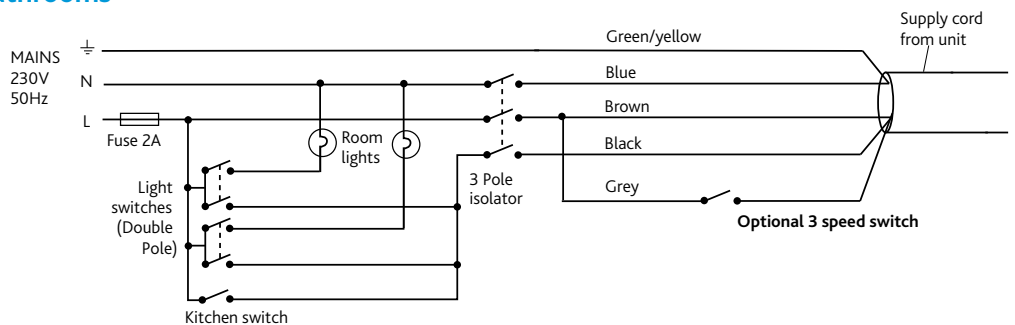 Supply cord
from unit
MAINS
230V
50Hz
Green/yellow
N
Blue
L
Fuse 2A
Brown
Room
lights
Black
Light
switches
(Double
Pole)
3 Pole
isolator
Grey
Optional 3 speed switch
Kitchen switch